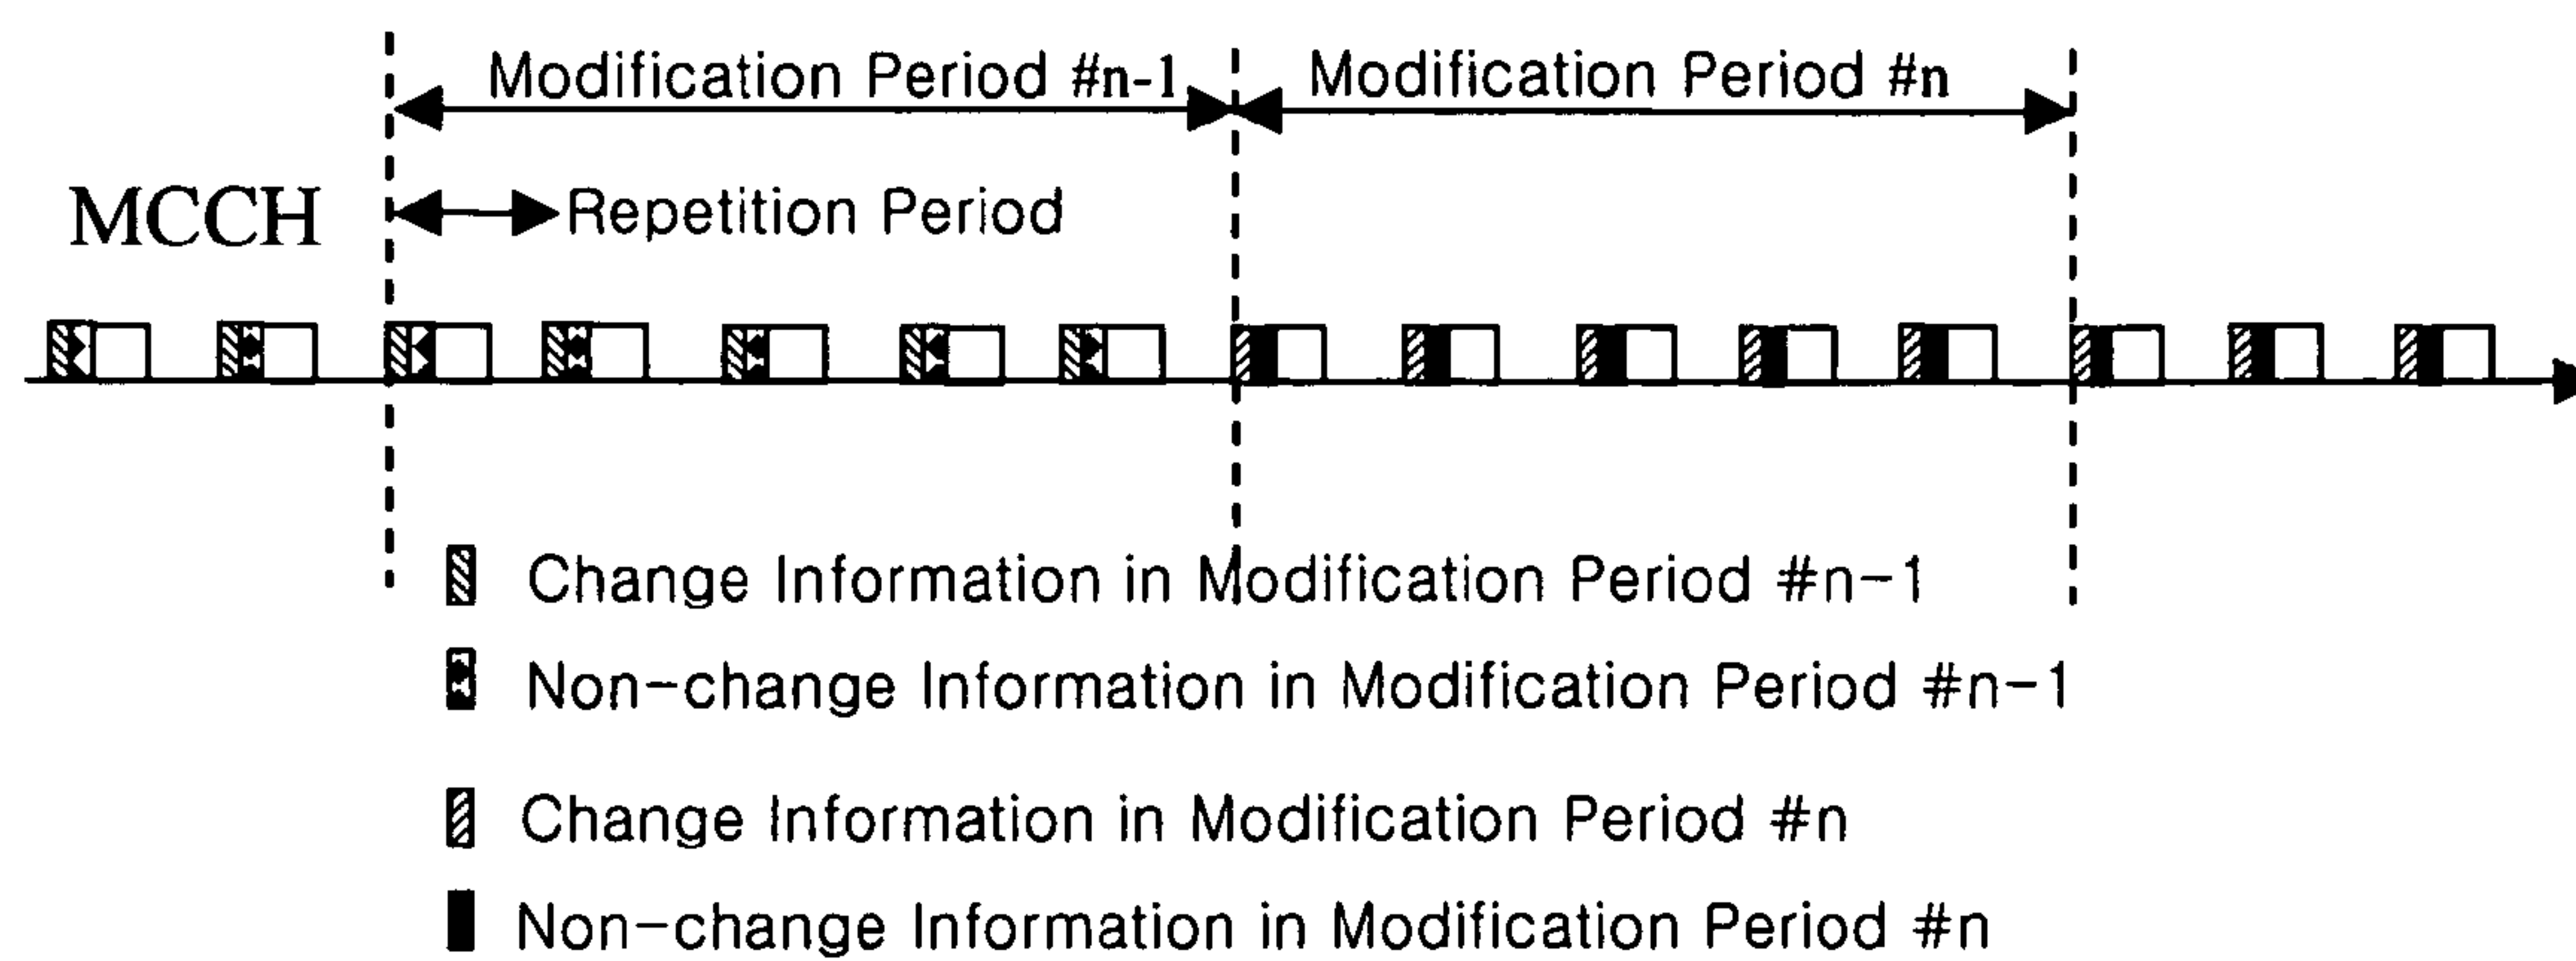 Modification Period #n-1
Modification Period #n
MCCH
Repetition Period
Change Information in Modification Period #n-1
Non-change Information in Modification Period #n-1
Change Information in Modification Period #n
Non-change Information in Modification Period #n